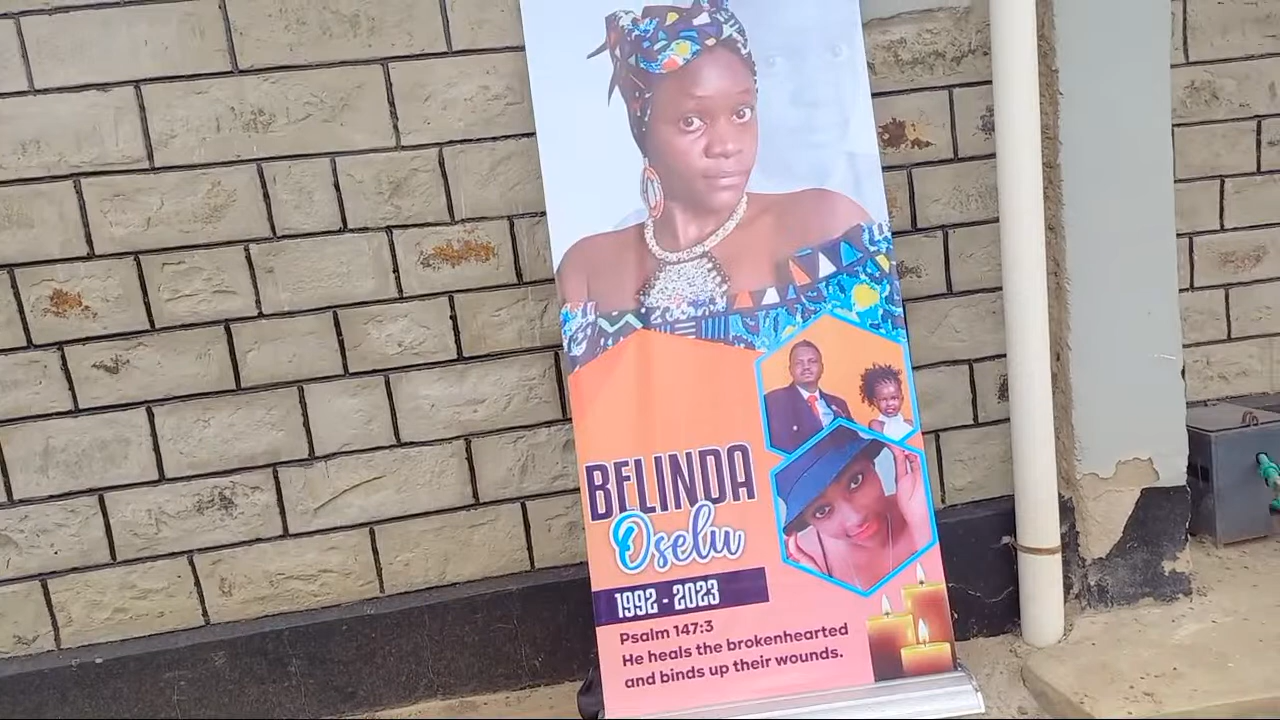 BELINDA
Oselu
1992 - 2023
Psalm 147:3
He heals the brokenhearted
and binds up their wounds.